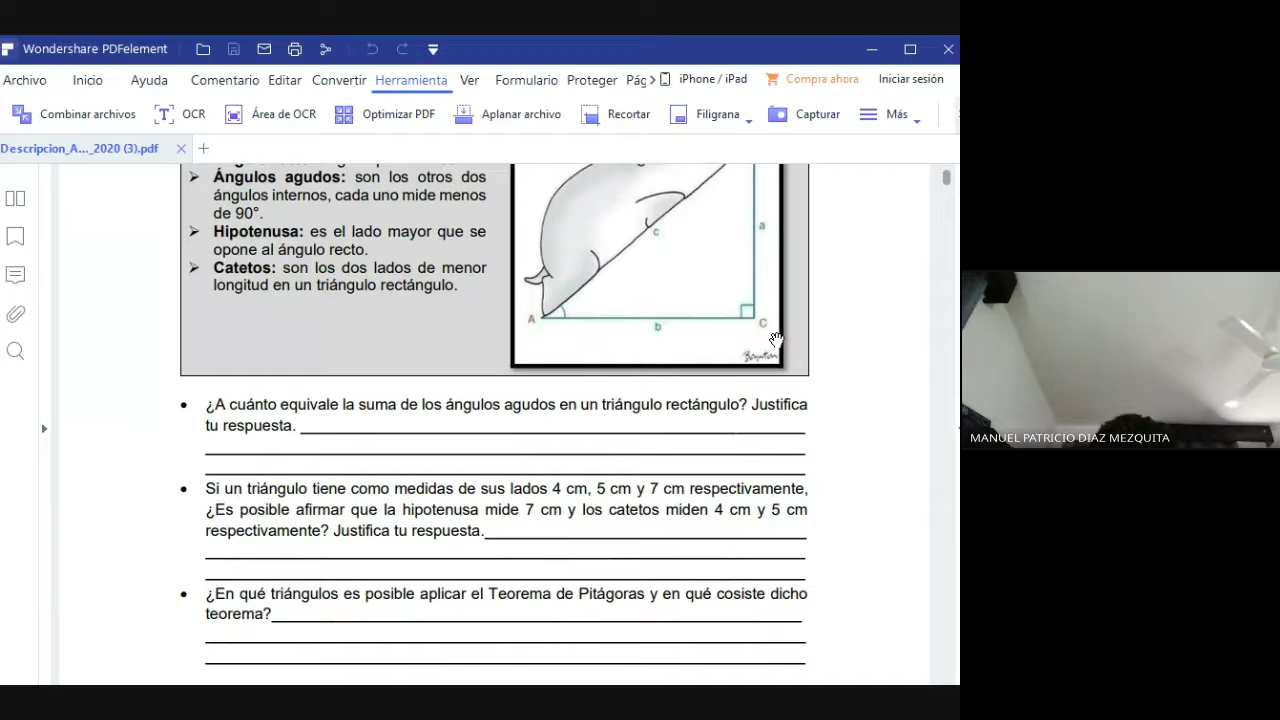 Wondershare PDFelement
Archivo Inicio Ayuda Comentario Editar Convertir Herramienta Ver Formulario Proteger Pág iPhone / iPad Compra ahora Iniciar sesión
Combinar archivos OCR Área de OCR Optimizar PDF Aplanar archivo Recortar Filigrana Capturar Más
Descripcion_A..._2020 (3).pdf
Ángulos agudos: son los otros dos
ángulos internos, cada uno mide menos
de 90°.
Hipotenusa: es el lado mayor que se
opone al ángulo recto.
Catetos: son los dos lados de menor
longitud en un triángulo rectángulo.
a
c
A
b
C
• ¿A cuánto equivale la suma de los ángulos agudos en un triángulo rectángulo? Justifica
tu respuesta.
• Si un triángulo tiene como medidas de sus lados 4 cm, 5 cm y 7 cm respectivamente,
¿Es posible afirmar que la hipotenusa mide 7 cm y los catetos miden 4 cm y 5 cm
respectivamente? Justifica tu respuesta.
• ¿En qué triángulos es posible aplicar el Teorema de Pitágoras y en qué cosiste dicho
teorema?
MANUEL PATRICIO DIAZ MEZQUITA